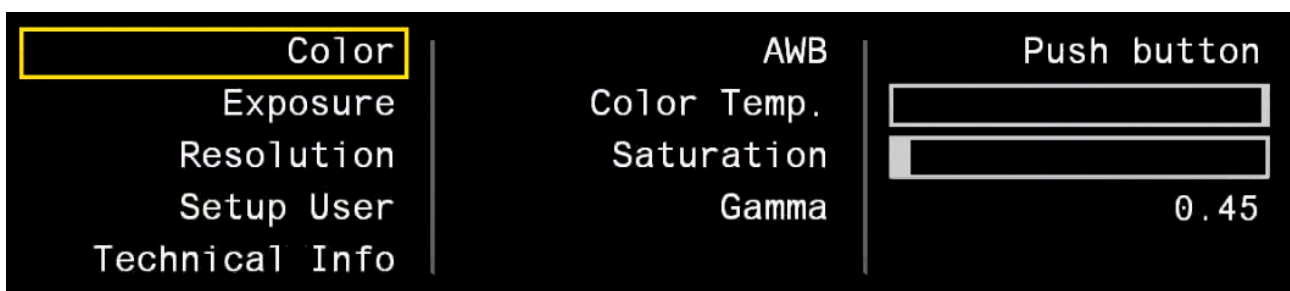 Color
Exposure
Resolution
Setup User
Technical Info
AWB
Color Temp.
Saturation
Gamma
Push button
0.45